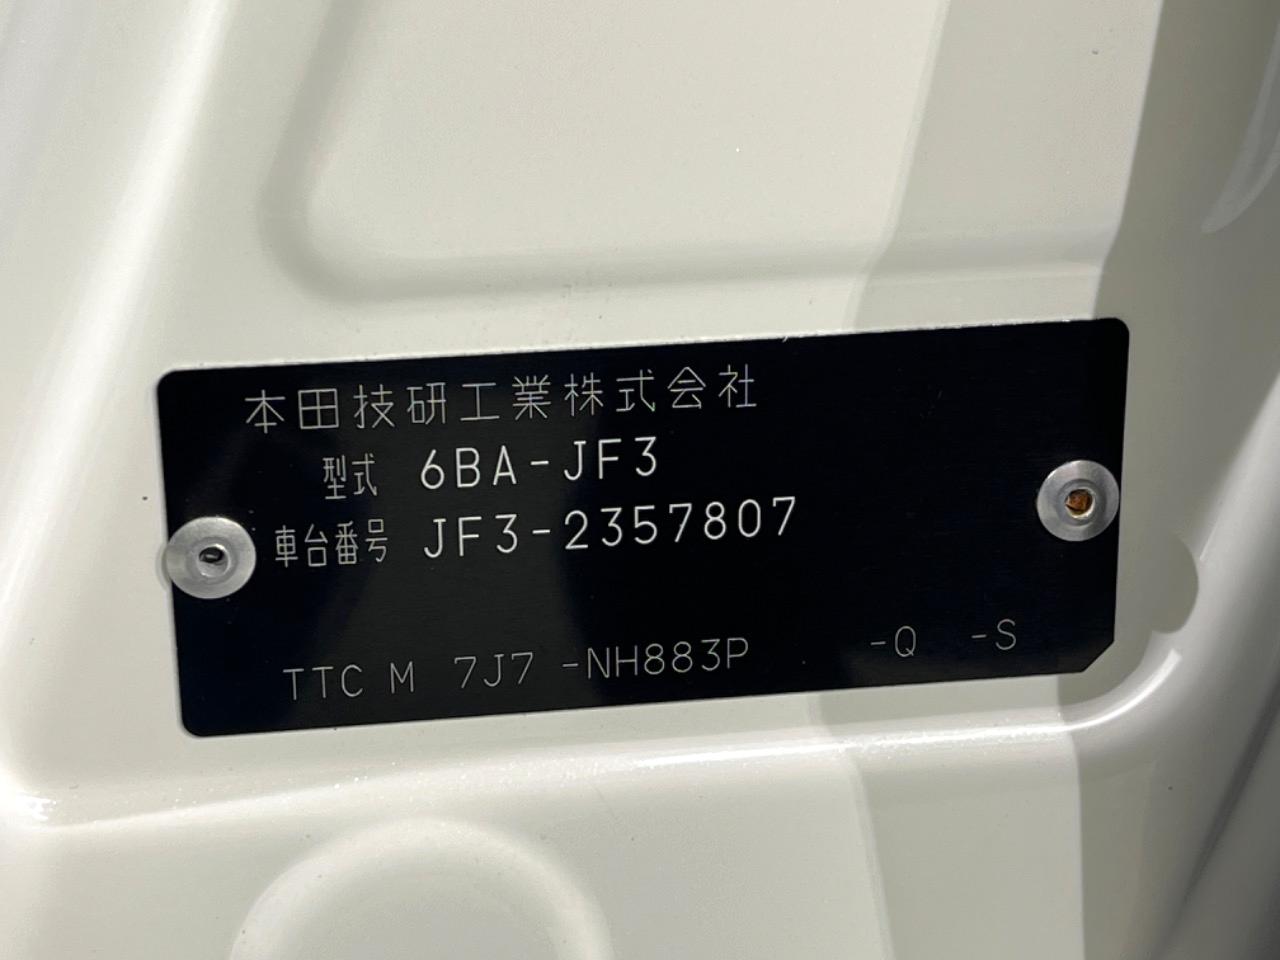 本田技研工業株式会社
型式 6BA-JF3
車台番号 JF3-2357807
TTC M 7J7 -NH883P -Q -S